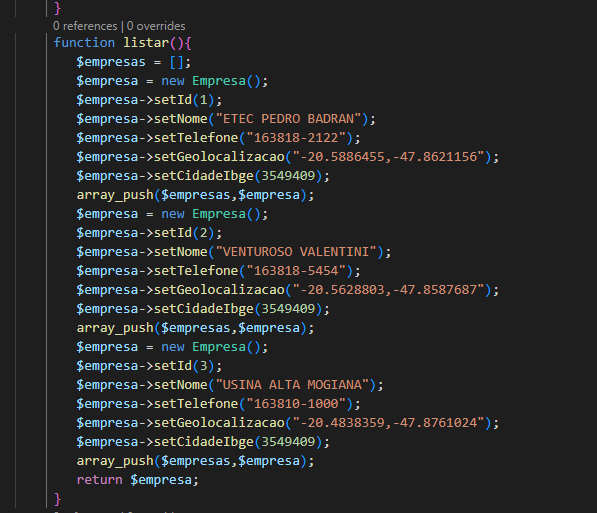 }
0 references | 0 overrides
function listar(){
$empresas = [];
$empresa = new Empresa();
$empresa->setId(1);
$empresa->setNome("ETEC PEDRO BADRAN");
$empresa->setTelefone("163818-2122");
$empresa->setGeolocalizacao("-20.5886455,-47.8621156");
$empresa->setCidadeIbge(3549409);
array_push($empresas,$empresa);
$empresa = new Empresa();
$empresa->setId(2);
$empresa->setNome("VENTUROSO VALENTINI");
$empresa->setTelefone("163818-5454");
$empresa->setGeolocalizacao("-20.5628803,-47.8587687");
$empresa->setCidadeIbge(3549409);
array_push($empresas,$empresa);
$empresa = new Empresa();
$empresa->setId(3);
$empresa->setNome("USINA ALTA MOGIANA");
$empresa->setTelefone("163810-1000");
$empresa->setGeolocalizacao("-20.4838359,-47.8761024");
$empresa->setCidadeIbge(3549409);
array_push($empresas,$empresa);
return $empresa;
}